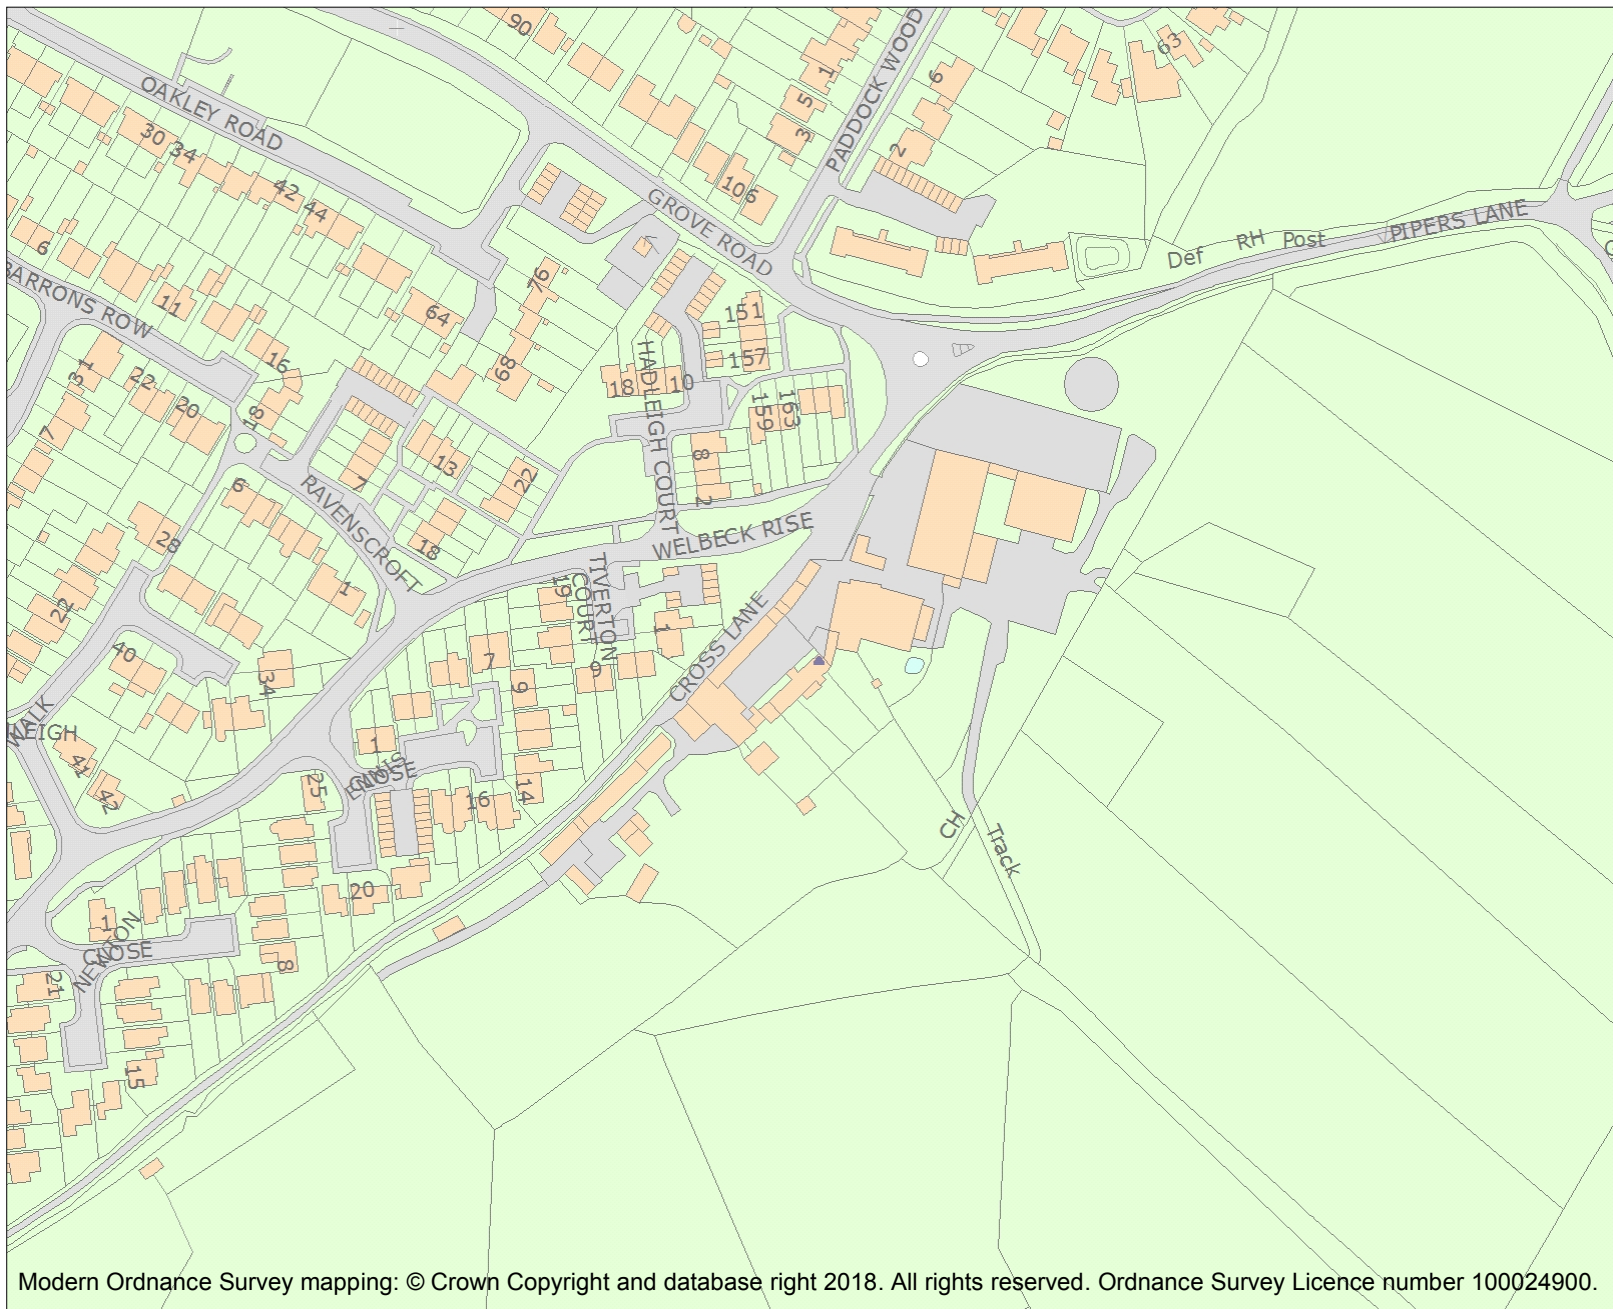 90
63
OAKLEY ROAD
PADDOCK WOOD
1
6
5
3
30
34
2
106
42
44
GROVE ROAD
PIPERS LANE
6
Def
RH
Post
BARRONS ROW
11
76
64
151
157
16
68
HADLEIGH COURT
18
10
31
22
20
18
159
163
7
13
8
22
7
6
RAVENSCROFT
2
28
18
WELBECK RISE
1
TIVERTON
COURT
19
22
1
CROSS LANE
40
7
9
34
9
WALK
LEIGH
1
41
42
25
ENNIS
CLOSE
16
14
CH
Track
20
1
NEWTON
CLOSE
8
21
15
Modern Ordnance Survey mapping: © Crown Copyright and database right 2018. All rights reserved. Ordnance Survey Licence number 100024900.